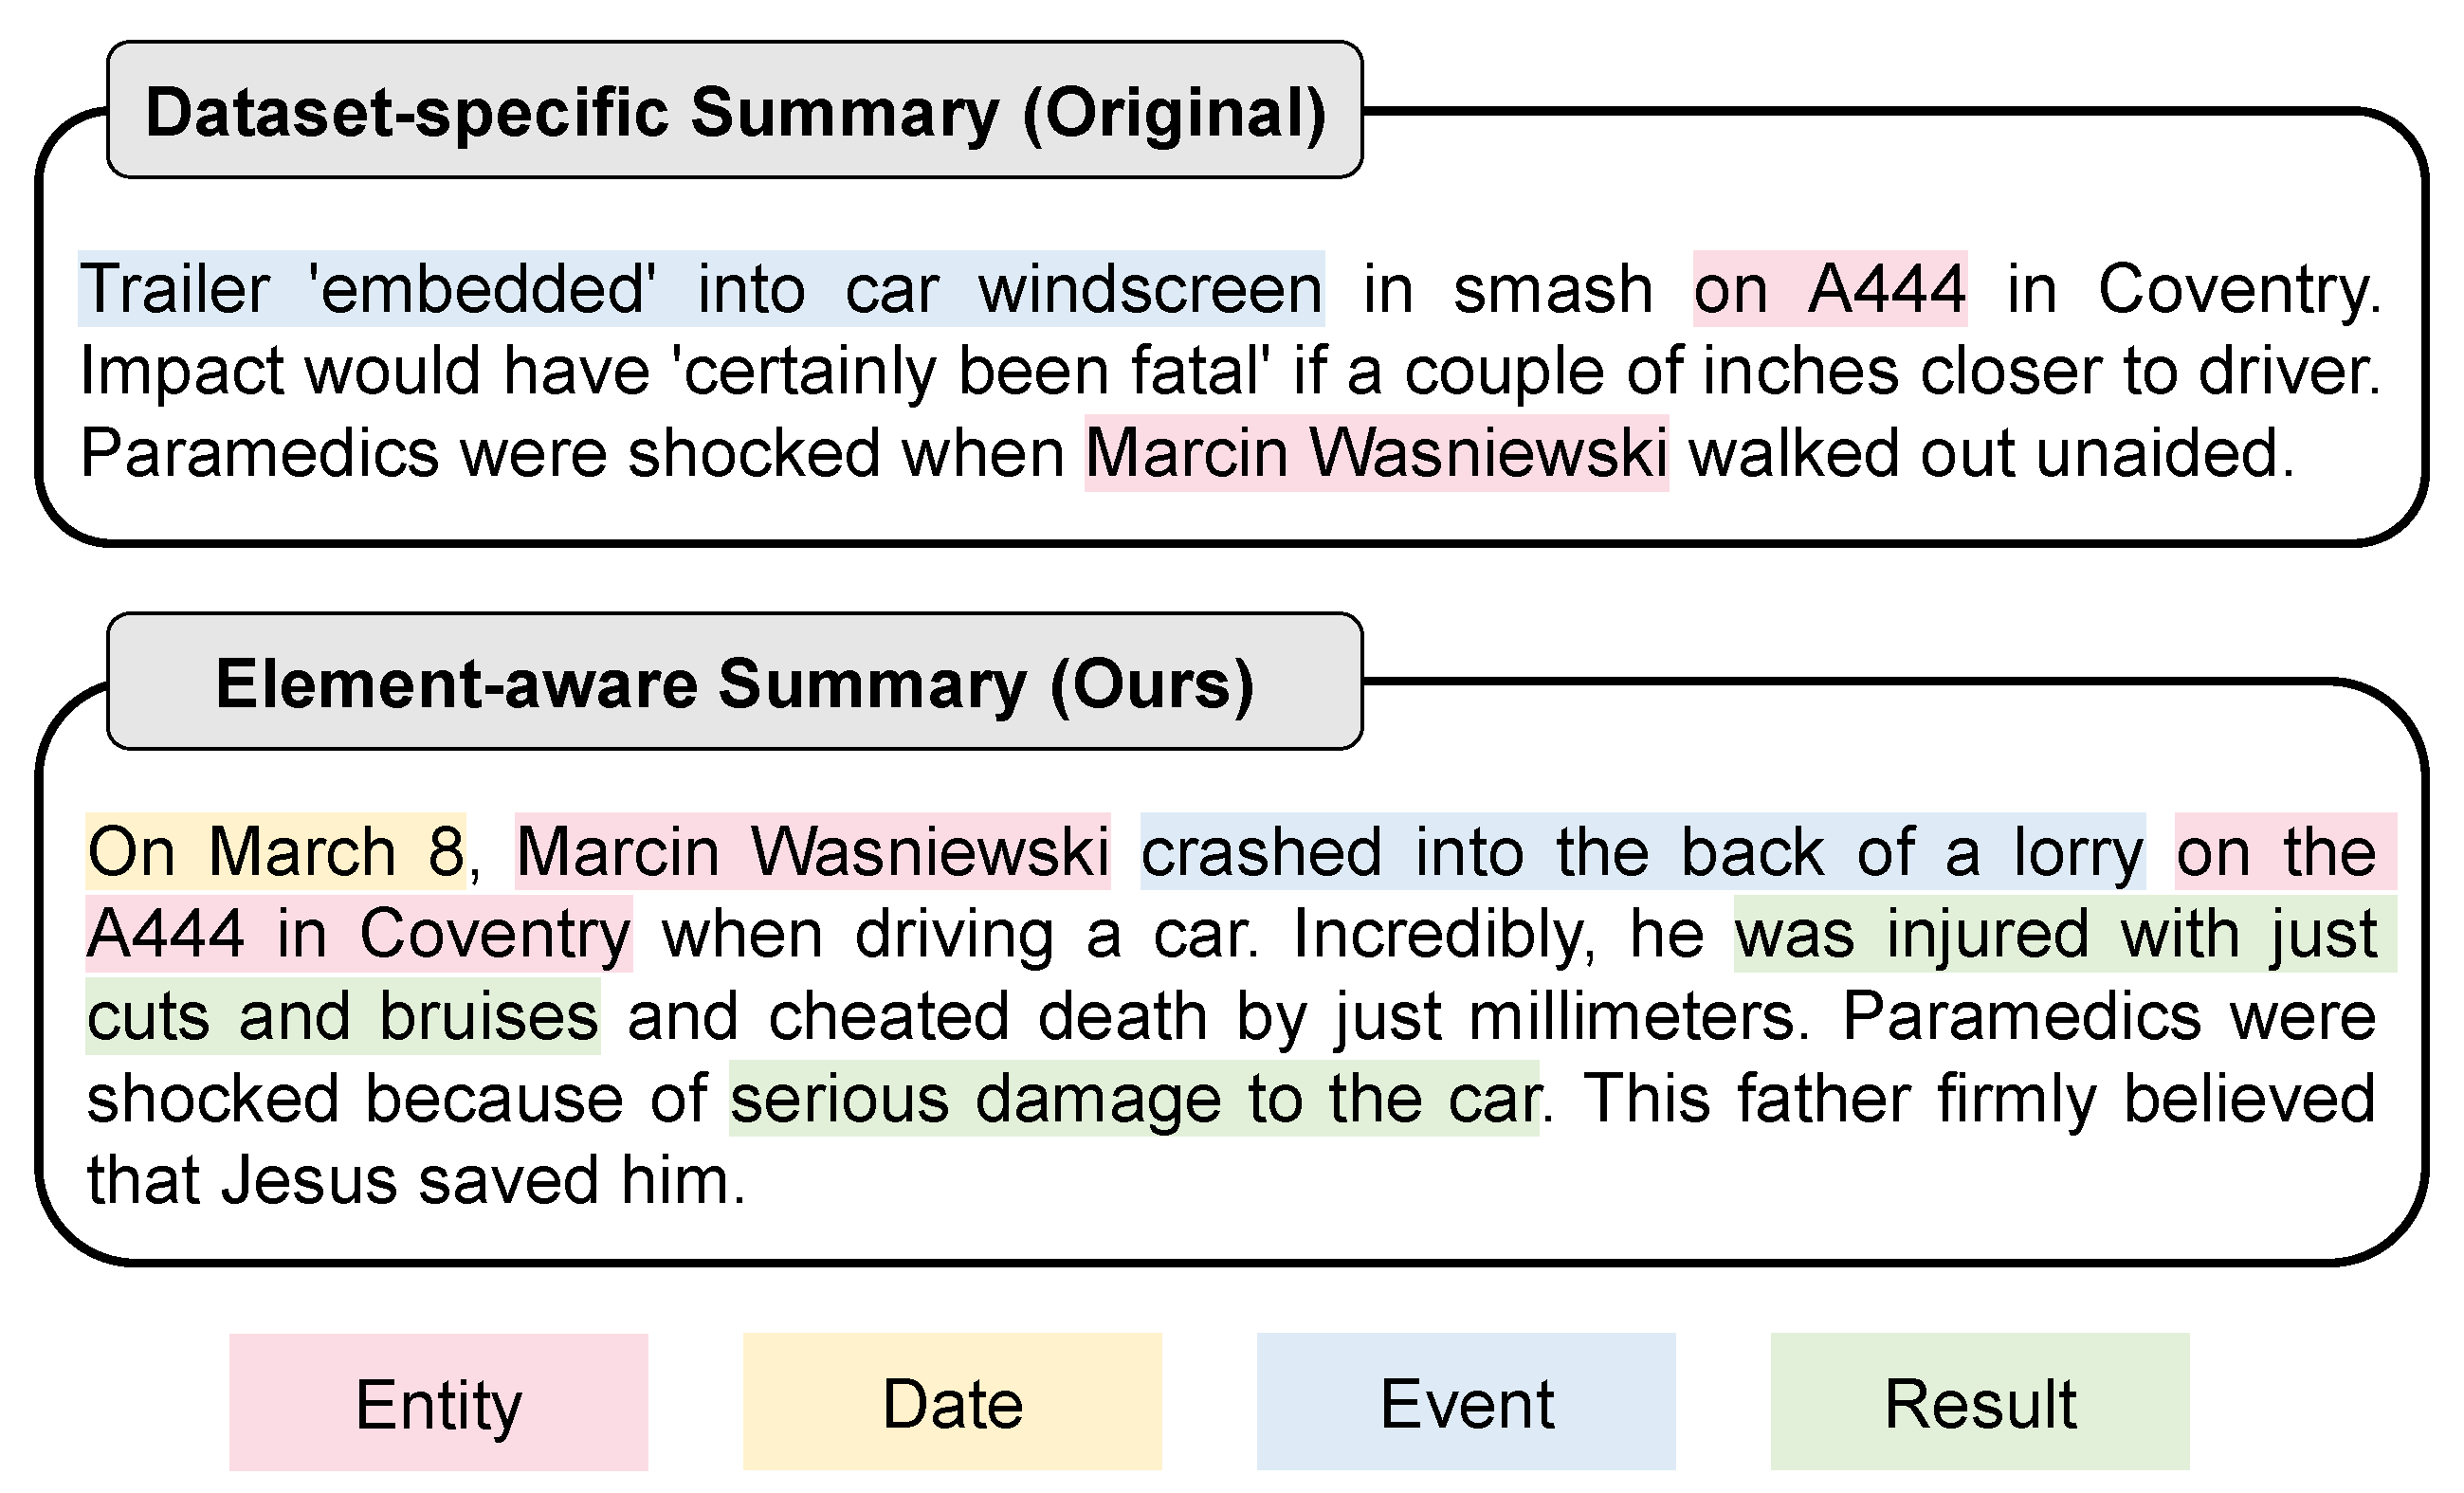 Dataset-specific Summary (Original)
Trailer 'embedded' into car windscreen in smash on A444 in Coventry.
Impact would have 'certainly been fatal' if a couple of inches closer to driver.
Paramedics were shocked when Marcin Wasniewski walked out unaided.
Element-aware Summary (Ours)
On March 8, Marcin Wasniewski crashed into the back of a lorry on the
A444 in Coventry when driving a car. Incredibly, he was injured with just
cuts and bruises and cheated death by just millimeters. Paramedics were
shocked because of serious damage to the car. This father firmly believed
that Jesus saved him.
Entity Date Event Result